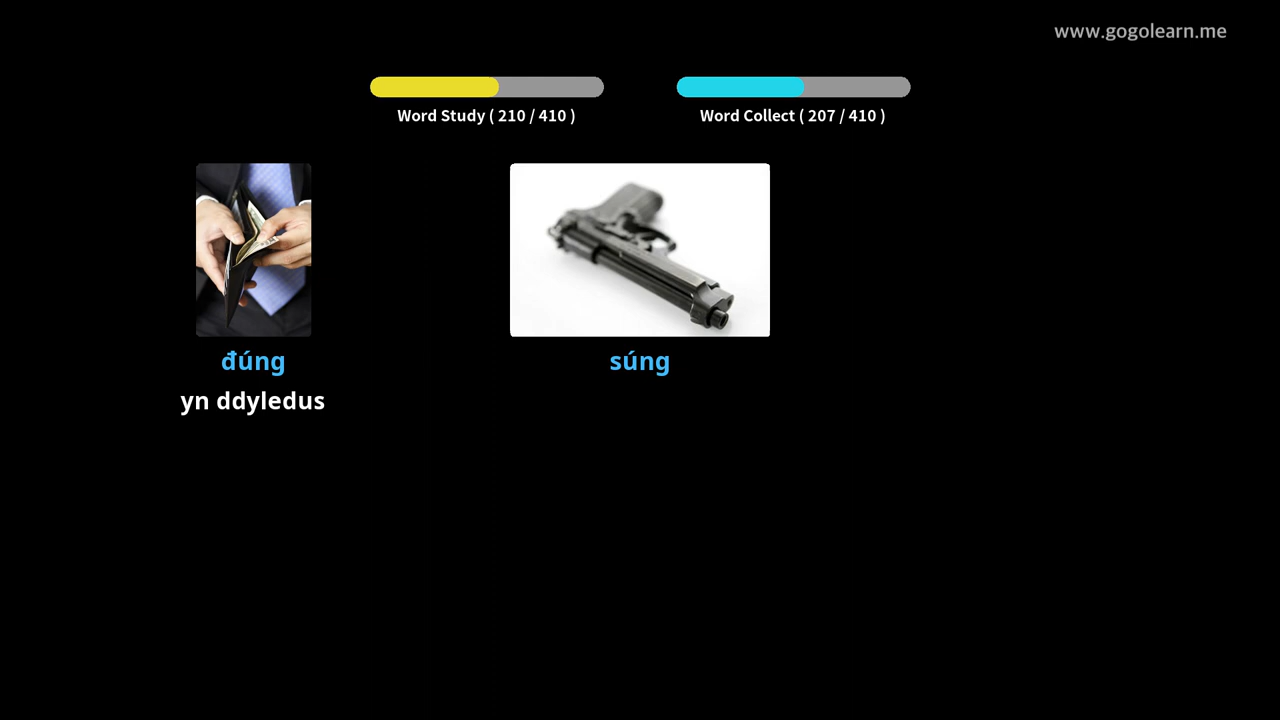 www.gogolearn.me
Word Study ( 210 / 410 )
Word Collect ( 207 / 410 )
đúng
súng
yn ddyledus